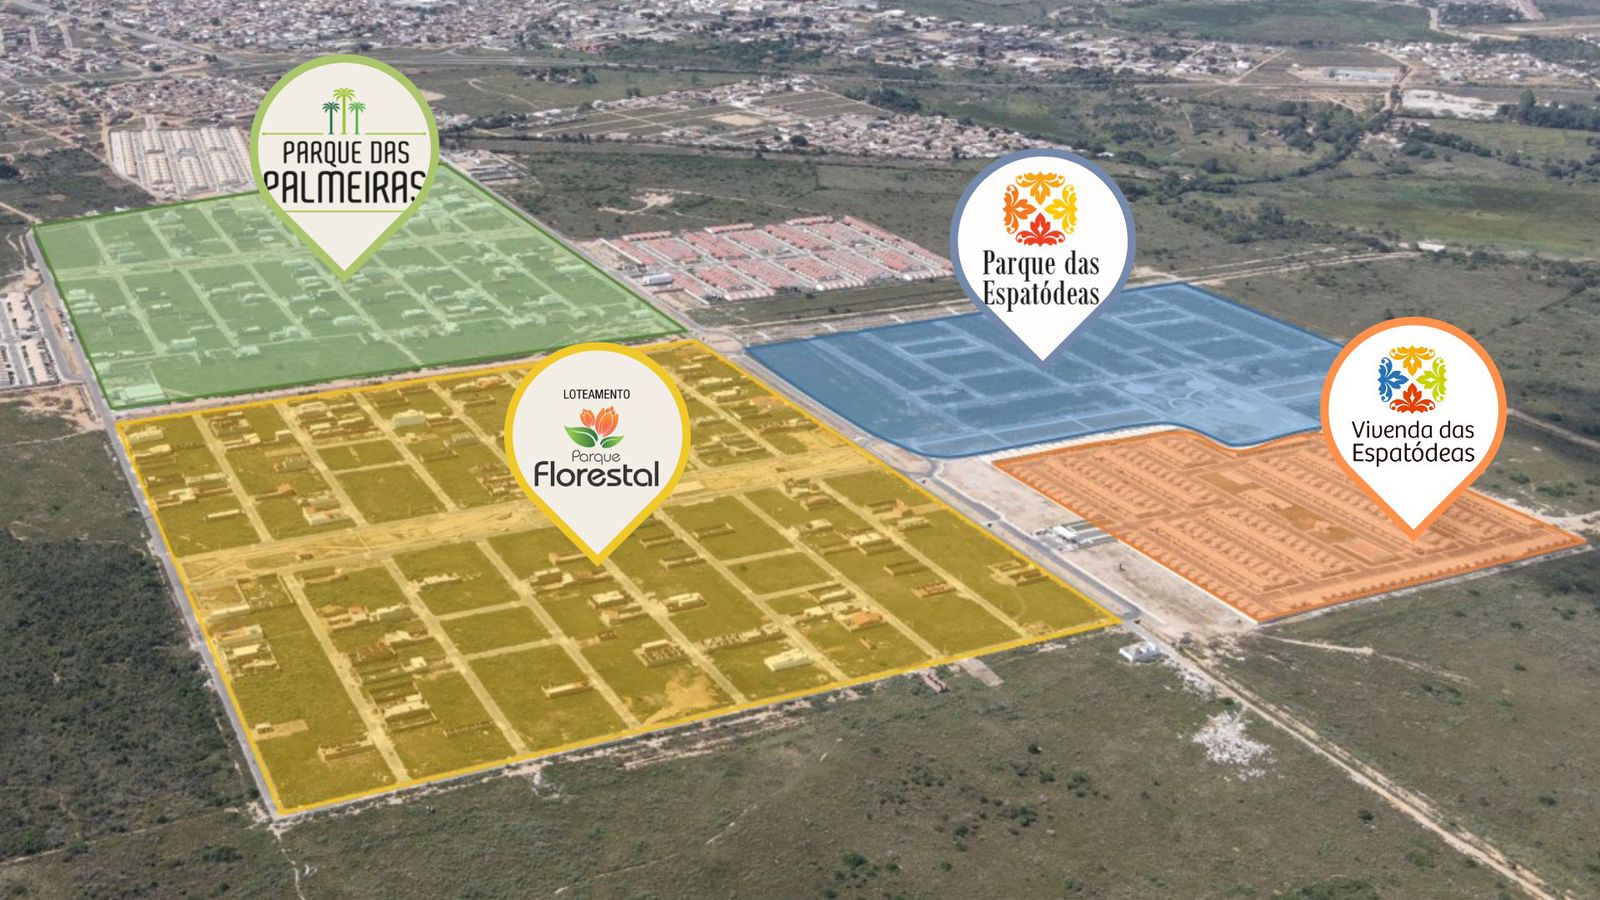 PARQUE DAS
PALMEIRAS
Parque das
Espatódeas
LOTEAMENTO
Parque
Florestal
Vivenda das
Espatódeas